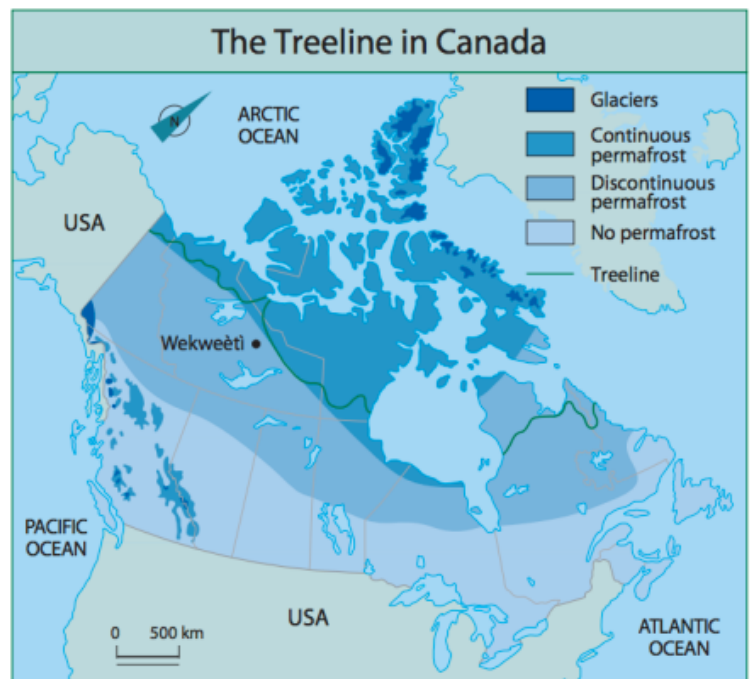 The Treeline in Canada
N
ARCTIC
OCEAN
Glaciers
Continuous
permafrost
Discontinuous
permafrost
No permafrost
Treeline
USA
Wekweètì
PACIFIC
OCEAN
USA
0 500 km
ATLANTIC
OCEAN